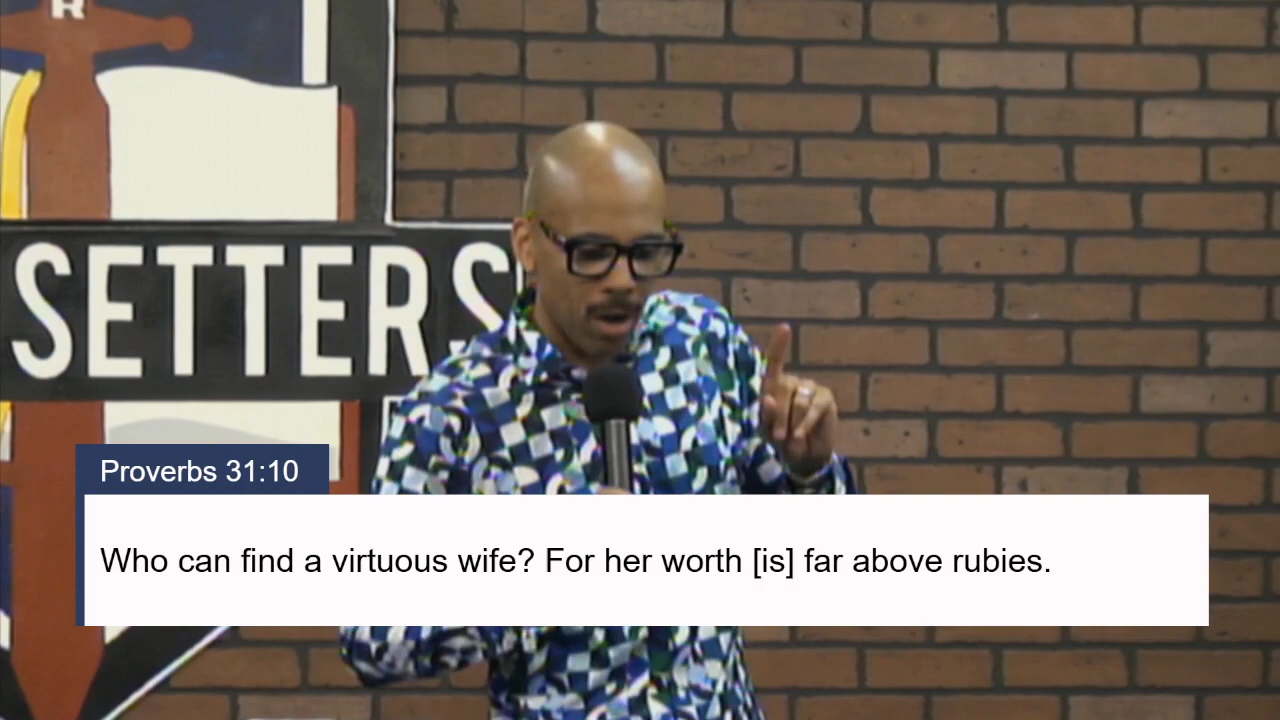 R
SETTERS
Proverbs 31:10
Who can find a virtuous wife? For her worth [is] far above rubies.